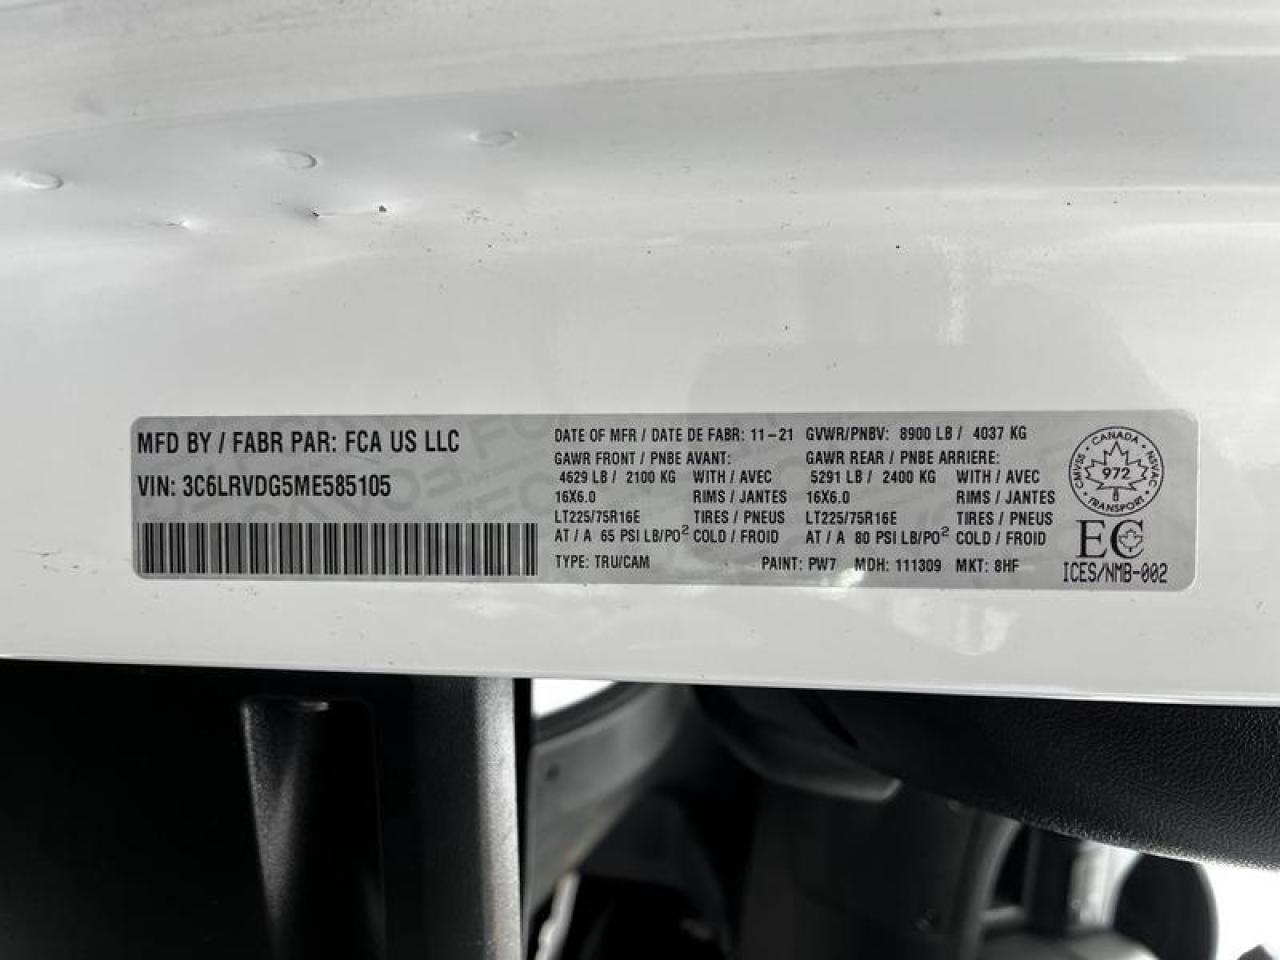 MFD BY / FABR PAR: FCA US LLC
VIN: 3C6LRVDG5ME585105
DATE OF MFR / DATE DE FABR: 11-21 GVWR/PNBV: 8900 LB / 4037 KG
GAWR FRONT / PNBE AVANT: GAWR REAR / PNBE ARRIERE:
4629 LB / 2100 KG WITH / AVEC 5291 LB / 2400 KG WITH / AVEC
16X6.0 RIMS / JANTES 16X6.0 RIMS / JANTES
LT225/75R16E TIRES / PNEUS LT225/75R16E TIRES / PNEUS
AT / A 65 PSI LB/PO² COLD / FROID AT / A 80 PSI LB/PO² COLD / FROID
TYPE: TRU/CAM PAINT: PW7 MDH: 111309 MKT: 8HF
CANADA
CMVSS NSVAC
972
TRANSPORT
EC
ICES/NMB-002